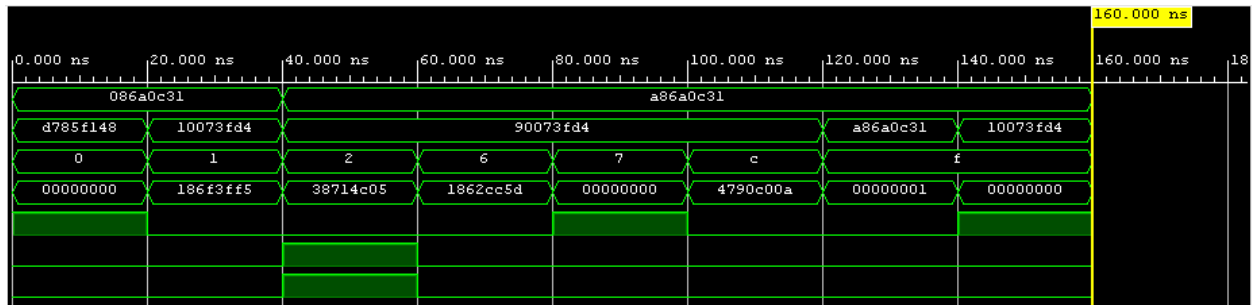 160.000 ns
0.000 ns 20.000 ns 40.000 ns 60.000 ns 80.000 ns 100.000 ns 120.000 ns 140.000 ns 160.000 ns 18
086a0c31 a86a0c31
d785f148 10073fd4 90073fd4 a86a0c31 10073fd4
0 1 2 6 7 c f
00000000 186f3ff5 38714c05 1862cc5d 00000000 4790c00a 00000001 00000000